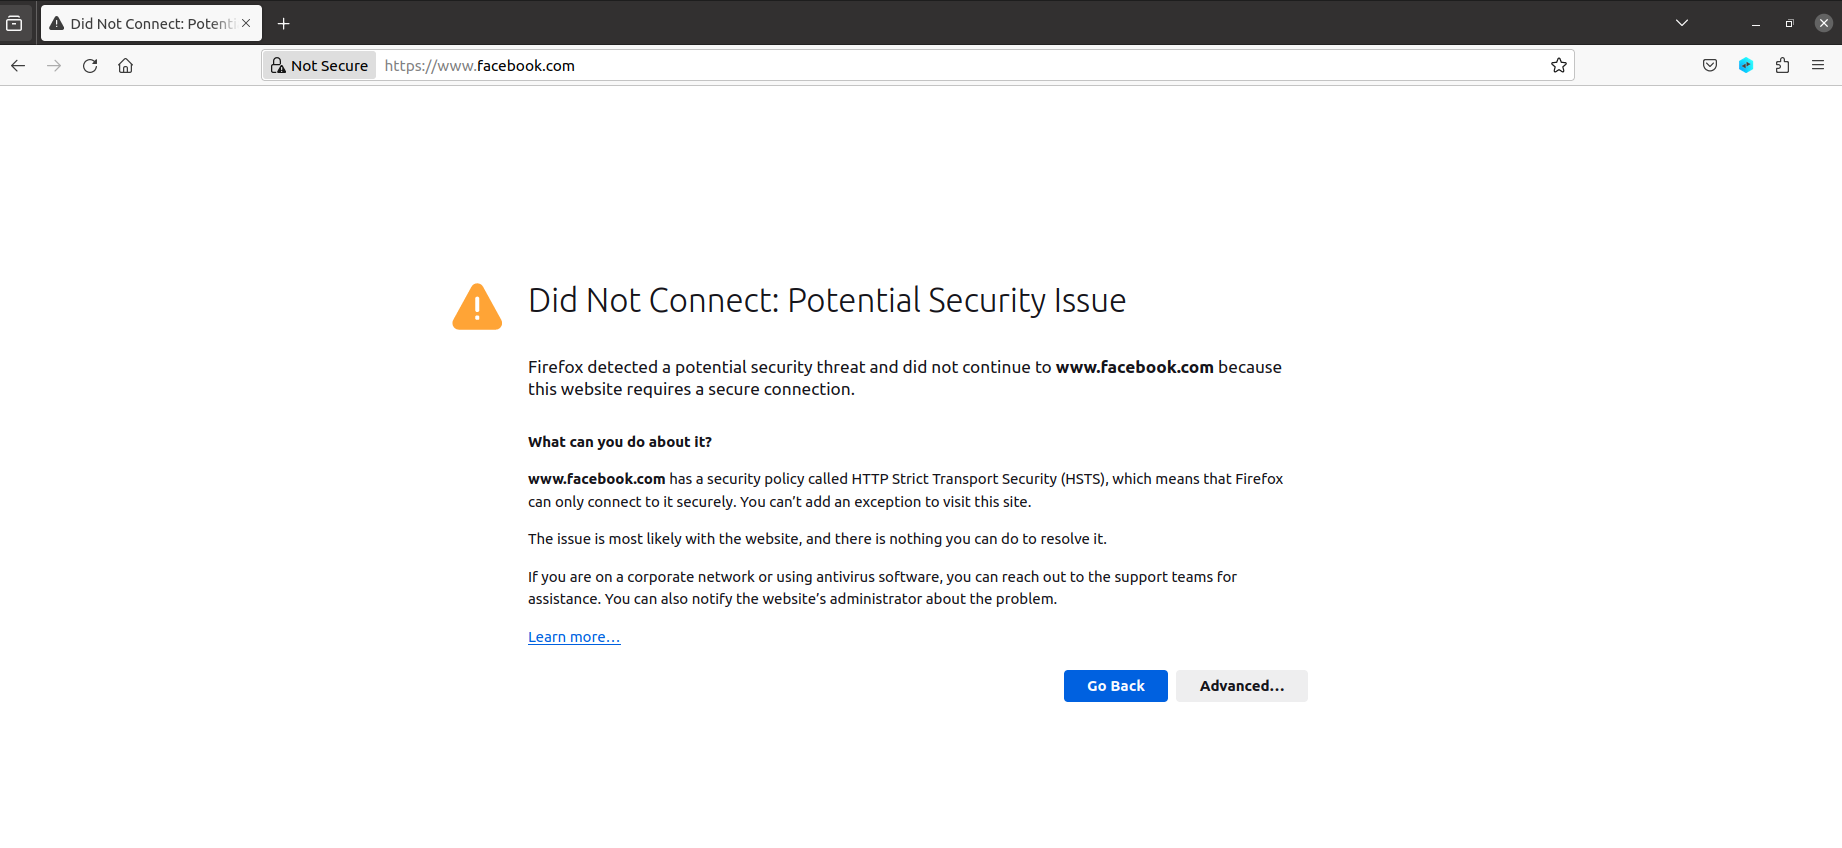 Did Not Connect: Potenti
Not Secure
https://www.facebook.com
Did Not Connect: Potential Security Issue
Firefox detected a potential security threat and did not continue to www.facebook.com because
this website requires a secure connection.
What can you do about it?
www.facebook.com has a security policy called HTTP Strict Transport Security (HSTS), which means that Firefox
can only connect to it securely. You can’t add an exception to visit this site.
The issue is most likely with the website, and there is nothing you can do to resolve it.
If you are on a corporate network or using antivirus software, you can reach out to the support teams for
assistance. You can also notify the website’s administrator about the problem.
Learn more…
Go Back
Advanced…